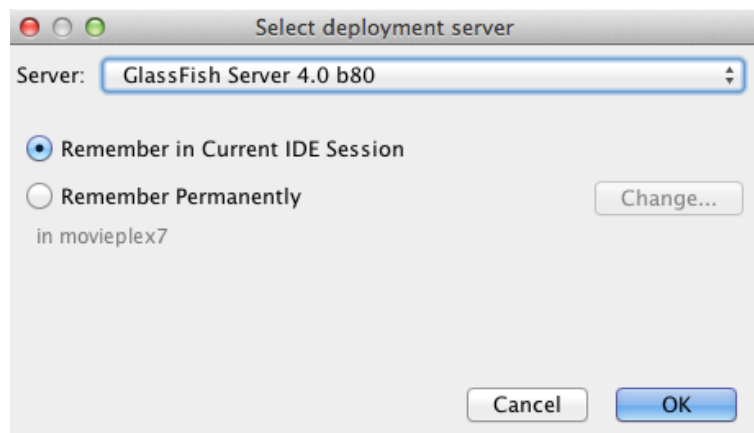 Select deployment server
Server: GlassFish Server 4.0 b80
Remember in Current IDE Session
Remember Permanently Change...
in movieplex7
Cancel OK